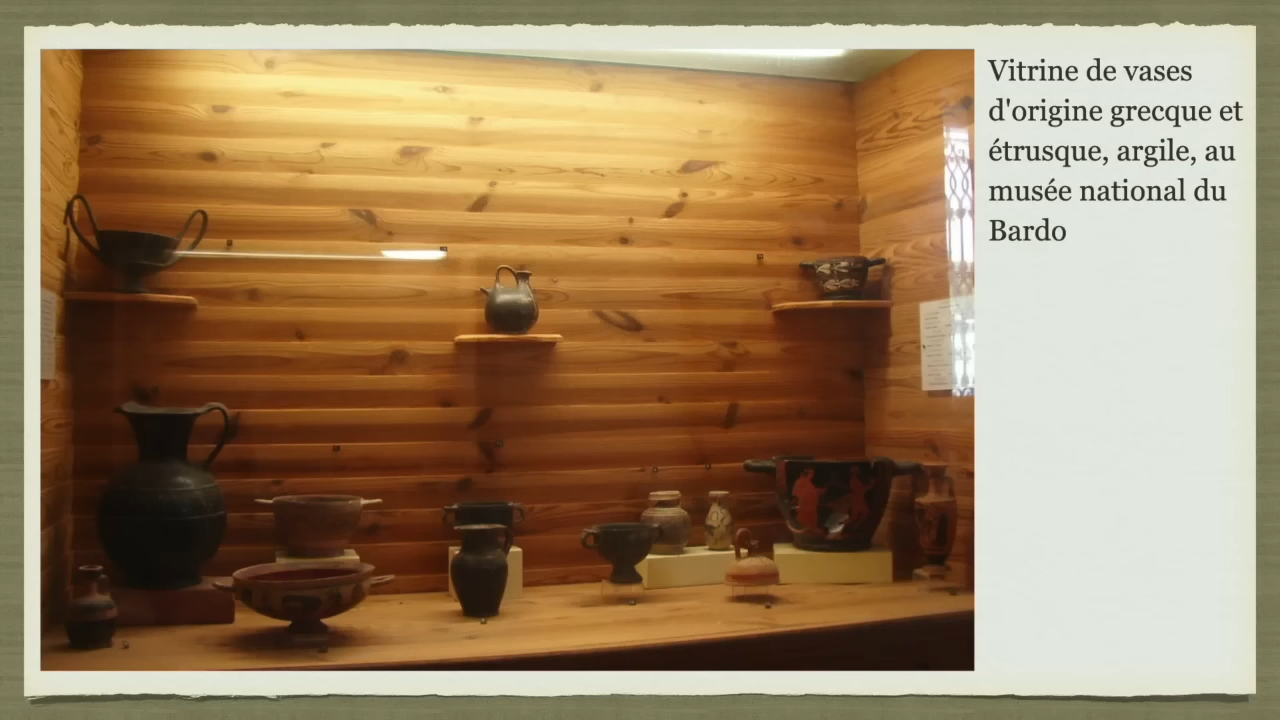 Vitrine de vases
d'origine grecque et
étrusque, argile, au
musée national du
Bardo